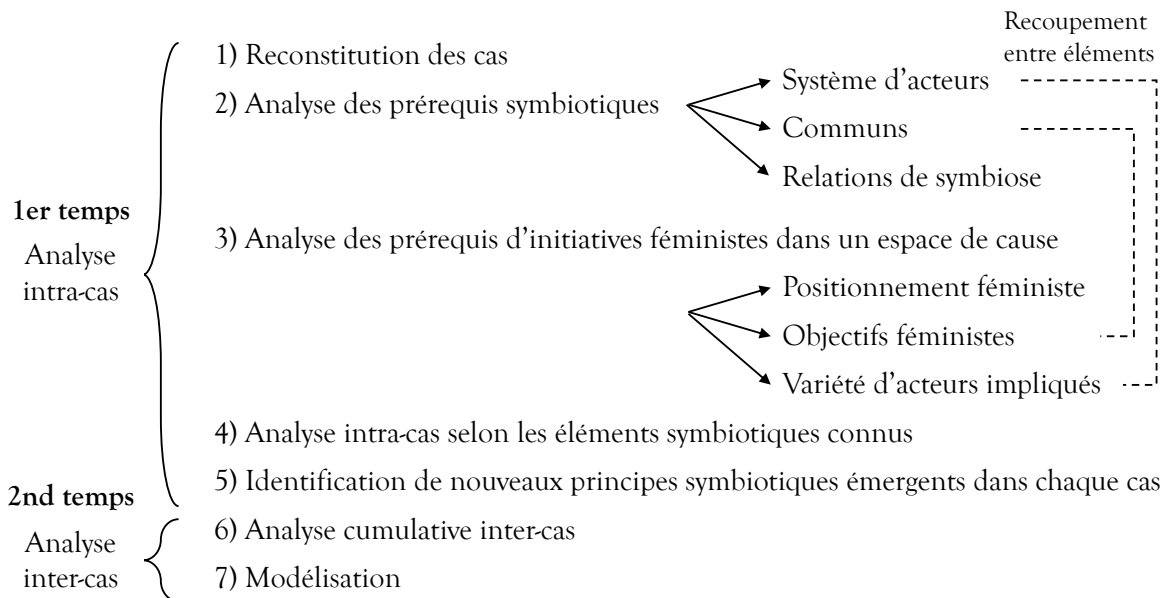 Recoupement
entre éléments
1) Reconstitution des cas
2) Analyse des prérequis symbiotiques
Système d'acteurs
Communs
Relations de symbiose
1er temps
Analyse
intra-cas
3) Analyse des prérequis d'initiatives féministes dans un espace de cause
Positionnement féministe
Objectifs féministes
Variété d'acteurs impliqués
4) Analyse intra-cas selon les éléments symbiotiques connus
5) Identification de nouveaux principes symbiotiques émergents dans chaque cas
2nd temps
Analyse
inter-cas
6) Analyse cumulative inter-cas
7) Modélisation